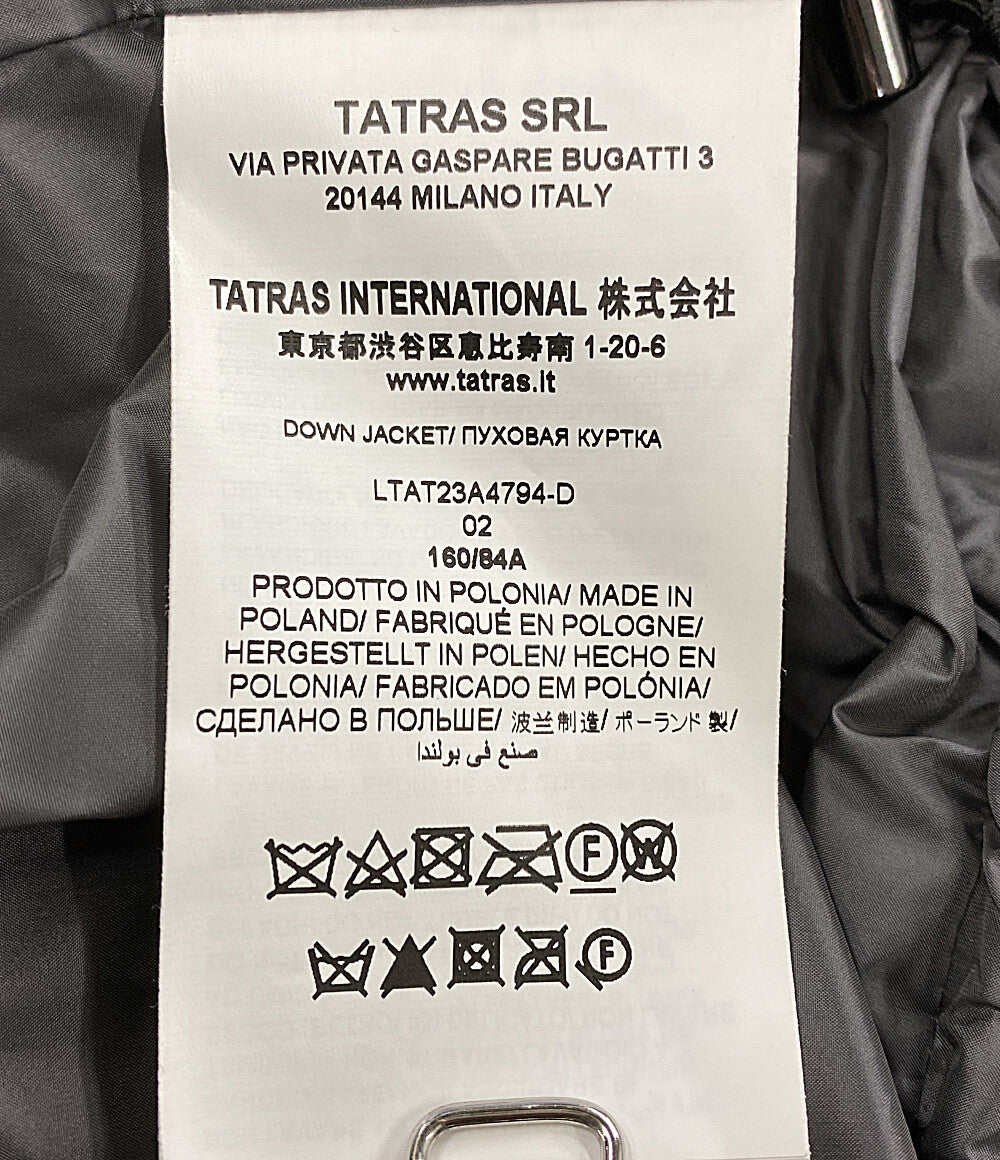 TATRAS SRL
VIA PRIVATA GASPARE BUGATTI 3
20144 MILANO ITALY
TATRAS INTERNATIONAL 株式会社
東京都渋谷区恵比寿南 1-20-6
www.tatras.it
DOWN JACKET/ ПУХОВАЯ КУРТКА
LTAT23A4794-D
02
160/84A
PRODOTTO IN POLONIA/ MADE IN
POLAND/ FABRIQUÉ EN POLOGNE/
HERGESTELLT IN POLEN/ HECHO EN
POLONIA/ FABRICADO EM POLÓNIA/
СДЕЛАНО В ПОЛЬШЕ/ 波兰制造/ ポーランド 製/
صنع في بولندا
F W
F